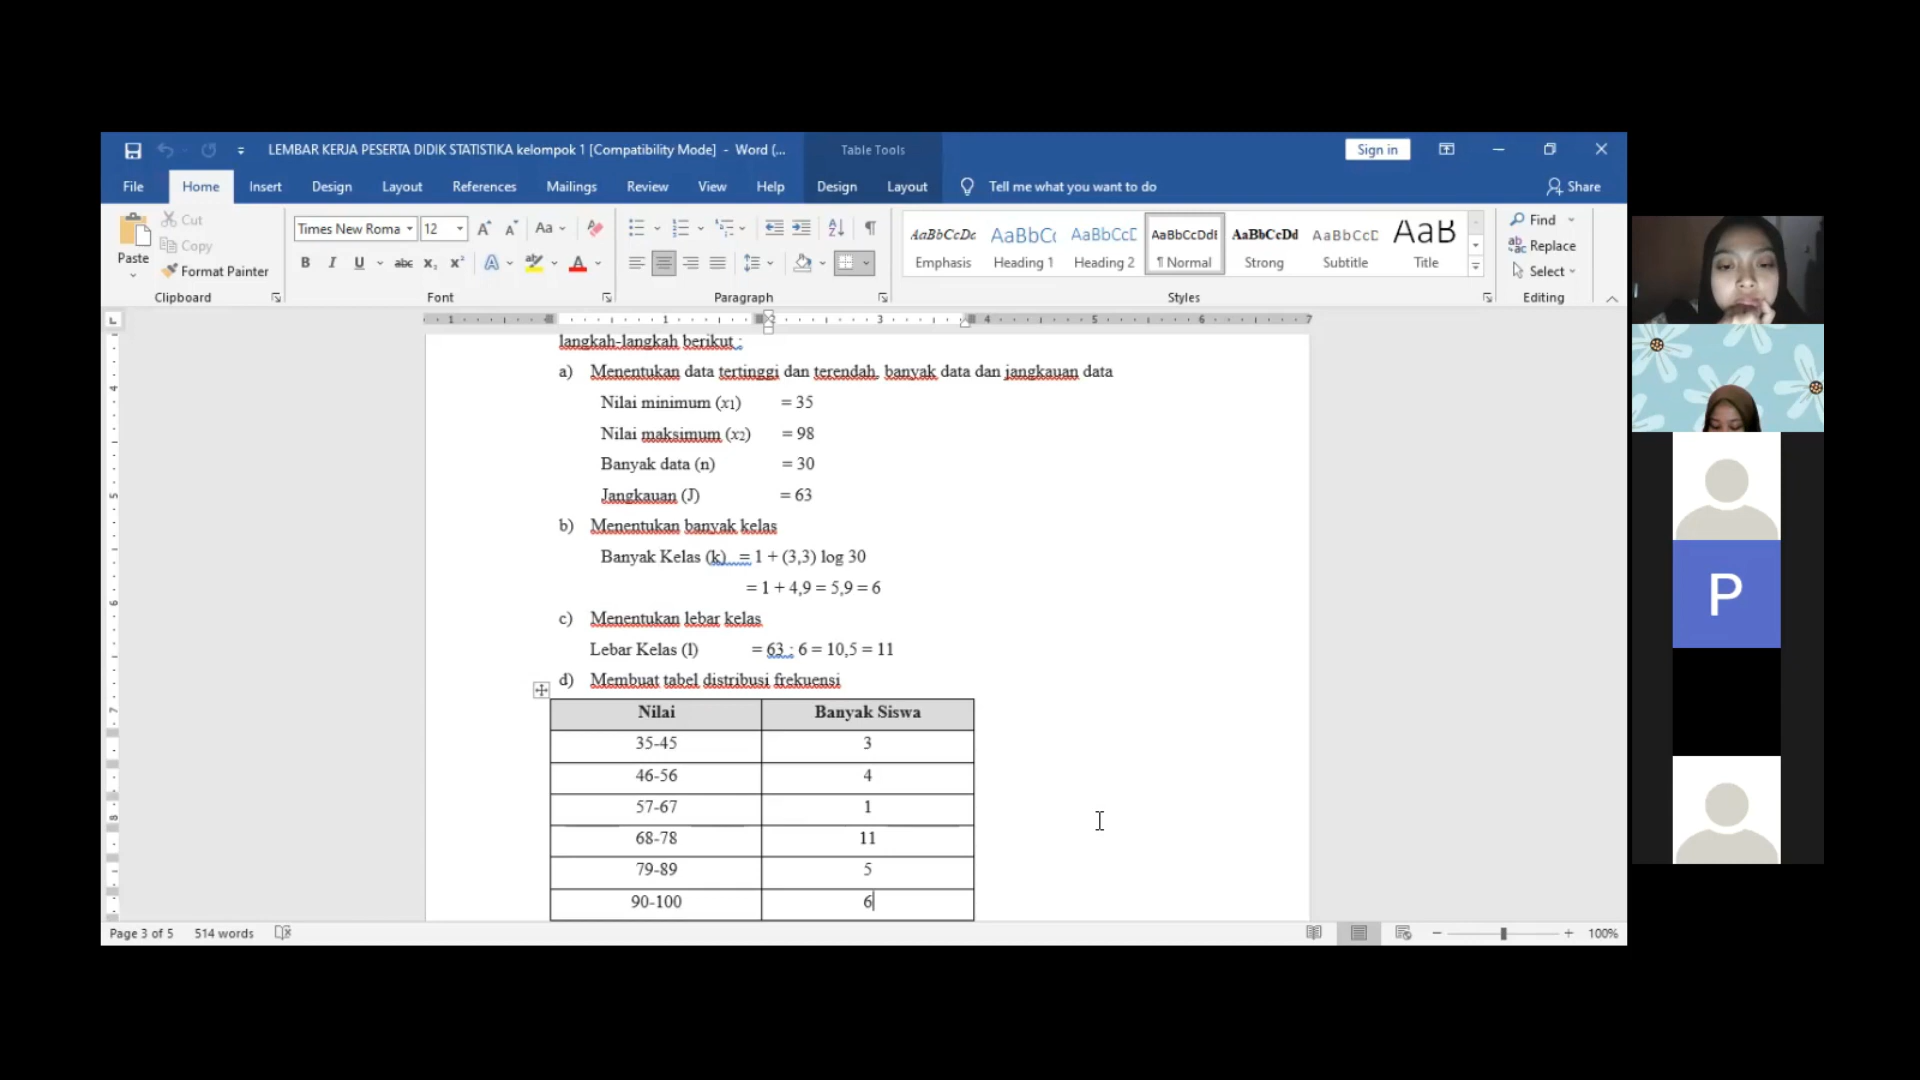 LEMBAR KERJA PESERTA DIDIK STATISTIKA kelompok 1 [Compatibility Mode] - Word (...
Table Tools
Sign in
File Home Insert Design Layout References Mailings Review View Help Design Layout Tell me what you want to do Share
Paste
Cut
Copy
Format Painter
Clipboard
Times New Roma 12
Font
Paragraph
AaBbCcDc AaBbC( AaBbCcD AaBbCcDdI AaBbCcDd AaBbCcD AaB
Emphasis Heading 1 Heading 2 ¶ Normal Strong Subtitle Title
Styles
Find
Replace
Select
Editing
langkah-langkah berikut :
a) Menentukan data tertinggi dan terendah, banyak data dan jangkauan data
Nilai minimum (x1) = 35
Nilai maksimum (x2) = 98
Banyak data (n) = 30
Jangkauan (J) = 63
b) Menentukan banyak kelas
Banyak Kelas (k) = 1 + (3,3) log 30
= 1 + 4,9 = 5,9 = 6
c) Menentukan lebar kelas
Lebar Kelas (l) = 63 : 6 = 10,5 = 11
d) Membuat tabel distribusi frekuensi
Nilai Banyak Siswa
35-45 3
46-56 4
57-67 1
68-78 11
79-89 5
90-100 6
Page 3 of 5 514 words 100%
P